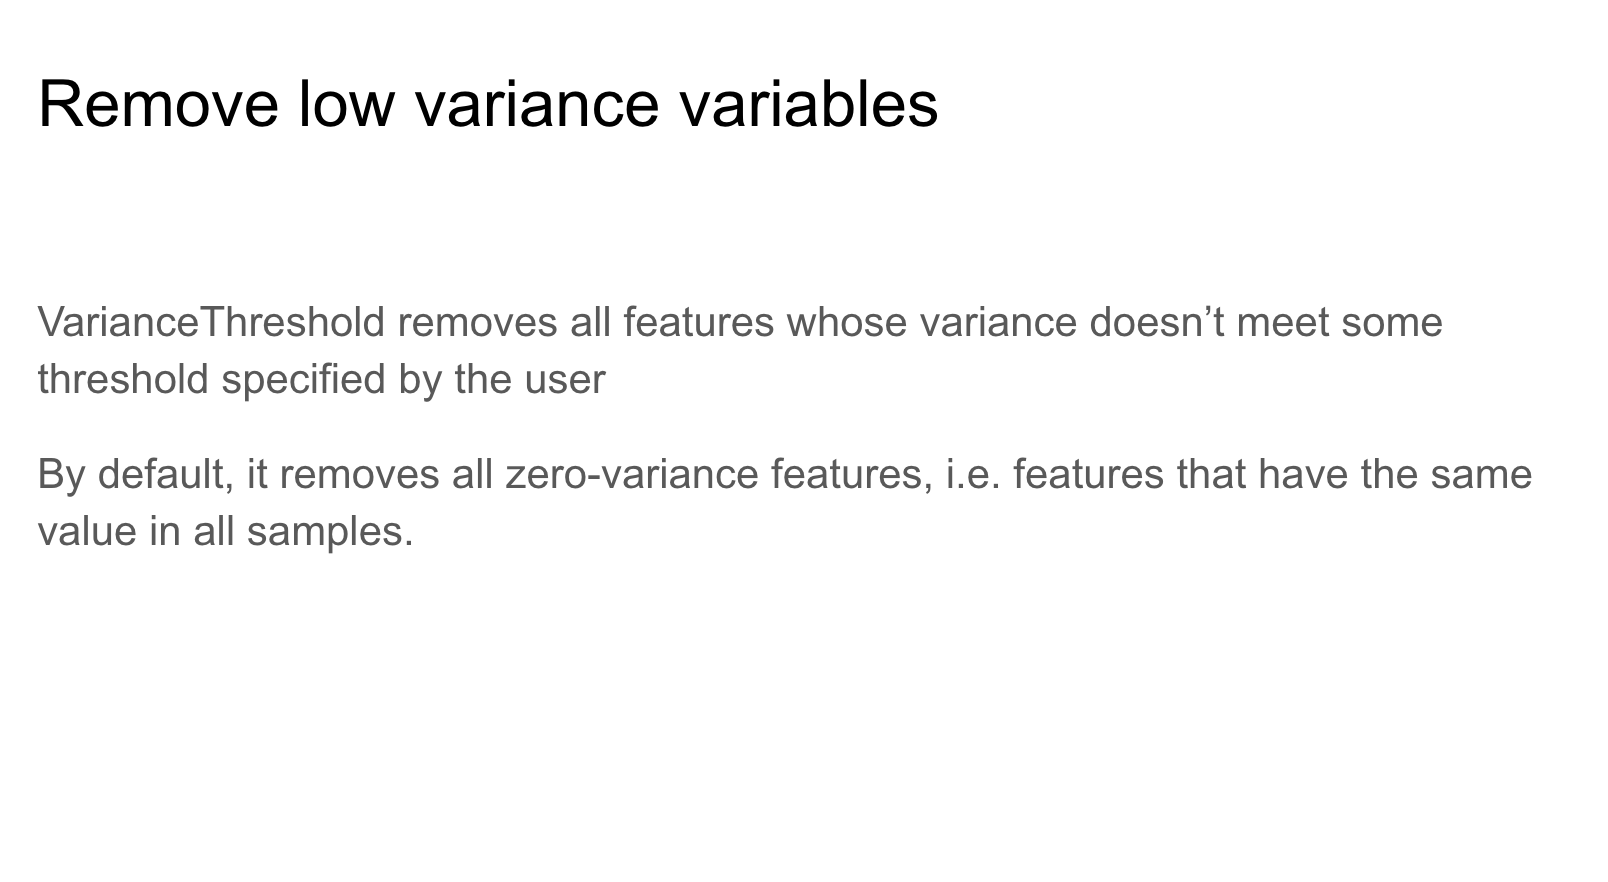 Remove low variance variables
VarianceThreshold removes all features whose variance doesn’t meet some
threshold specified by the user
By default, it removes all zero-variance features, i.e. features that have the same
value in all samples.